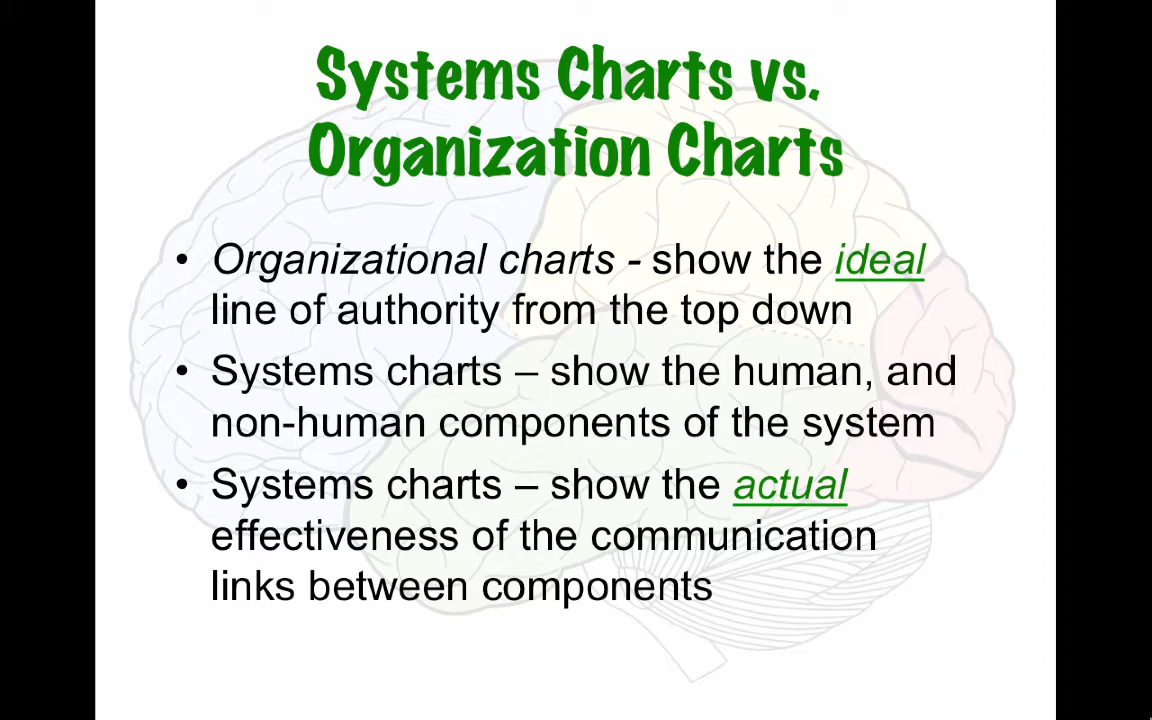 Systems Charts vs.
Organization Charts
• Organizational charts - show the ideal
line of authority from the top down
• Systems charts – show the human, and
non-human components of the system
• Systems charts – show the actual
effectiveness of the communication
links between components